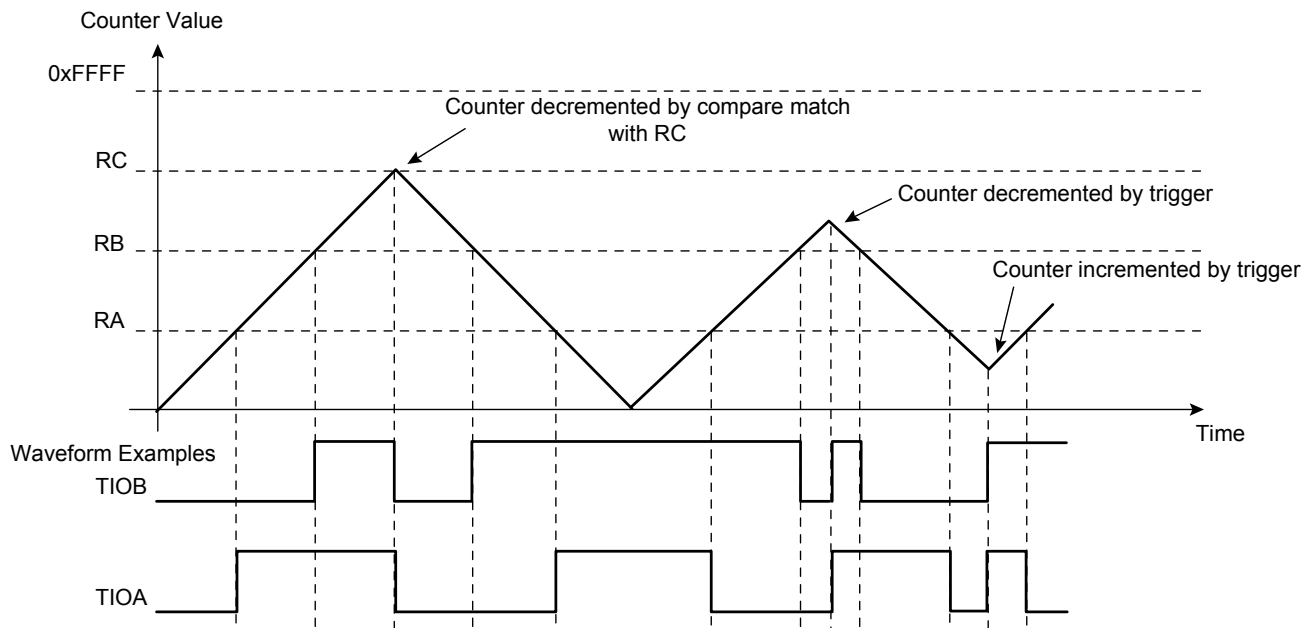 Counter Value
0xFFFF
Counter decremented by compare match
with RC
RC
Counter decremented by trigger
RB
Counter incremented by trigger
RA
Time
Waveform Examples
TIOB
TIOA